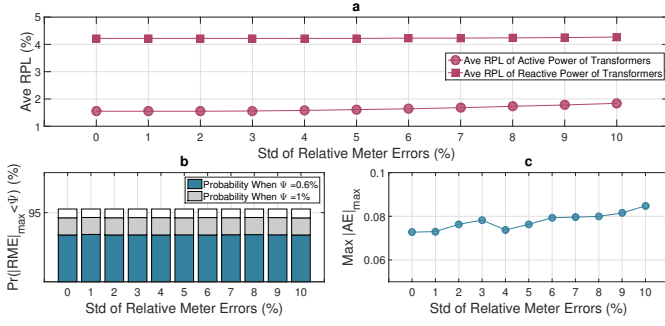 a
Ave RPL (%)
5
4
3
2
1
Ave RPL of Active Power of Transformers
Ave RPL of Reactive Power of Transformers
0 1 2 3 4 5 6 7 8 9 10
Std of Relative Meter Errors (%)
b
Pr(|RME|max<Ψ) (%)
95
Probability When Ψ =0.6%
Probability When Ψ =1%
0 1 2 3 4 5 6 7 8 9 10
Std of Relative Meter Errors (%)
c
Max |AE|max
0.1
0.08
0.06
0 1 2 3 4 5 6 7 8 9 10
Std of Relative Meter Errors (%)